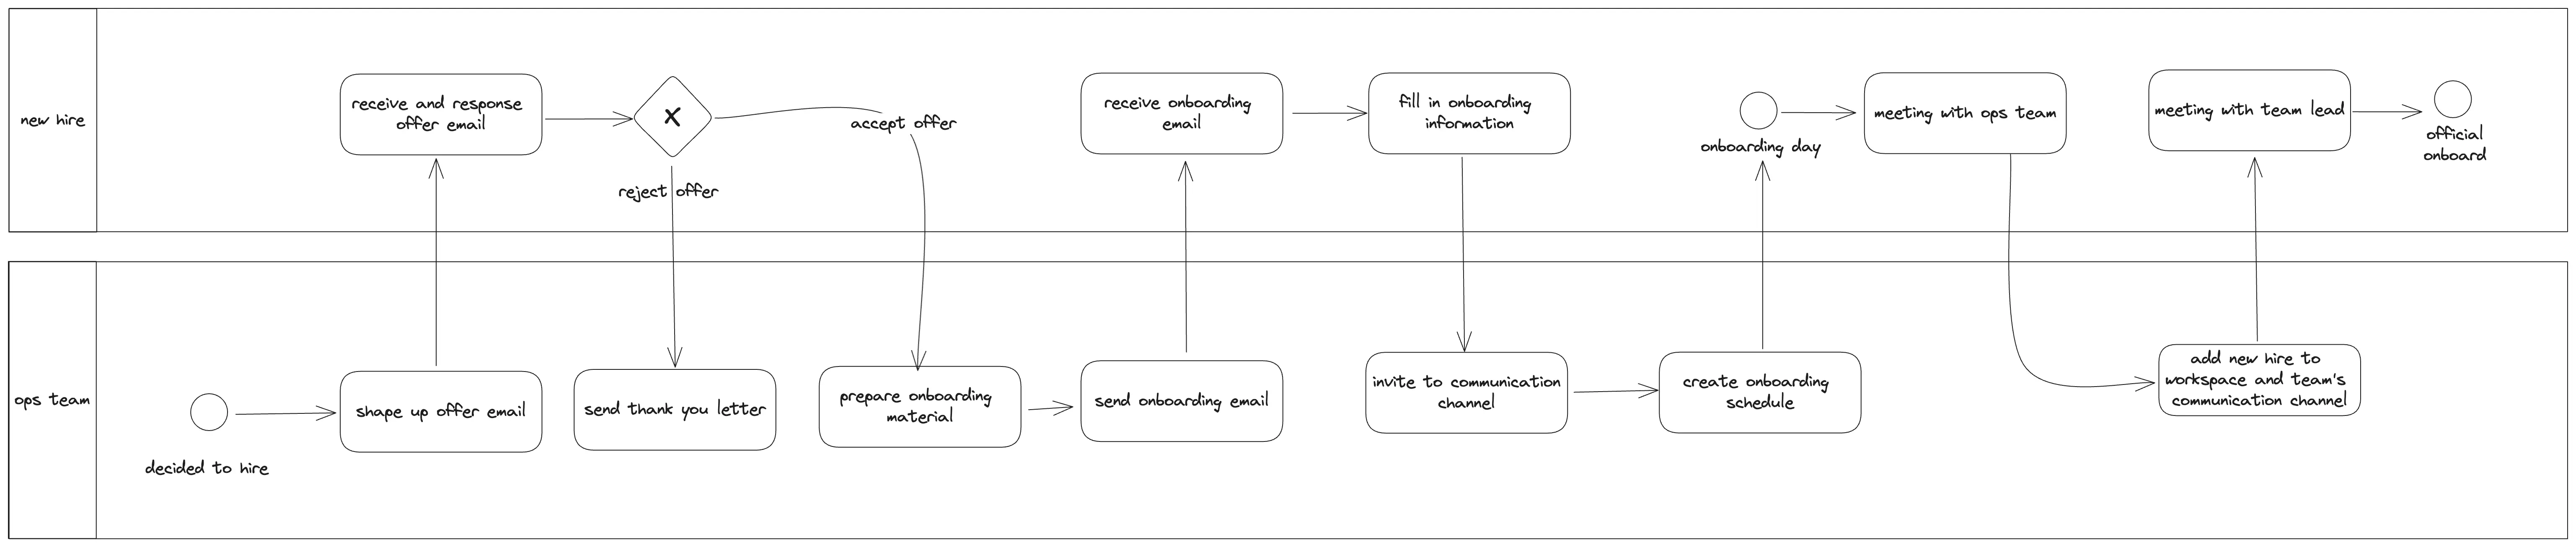 new hire
receive and response
offer email
X
accept offer
reject offer
receive onboarding
email
fill in onboarding
information
onboarding day
meeting with ops team
meeting with team lead
official
onboard
ops team
decided to hire
shape up offer email
send thank you letter
prepare onboarding
material
send onboarding email
invite to communication
channel
create onboarding
schedule
add new hire to
workspace and team's
communication channel